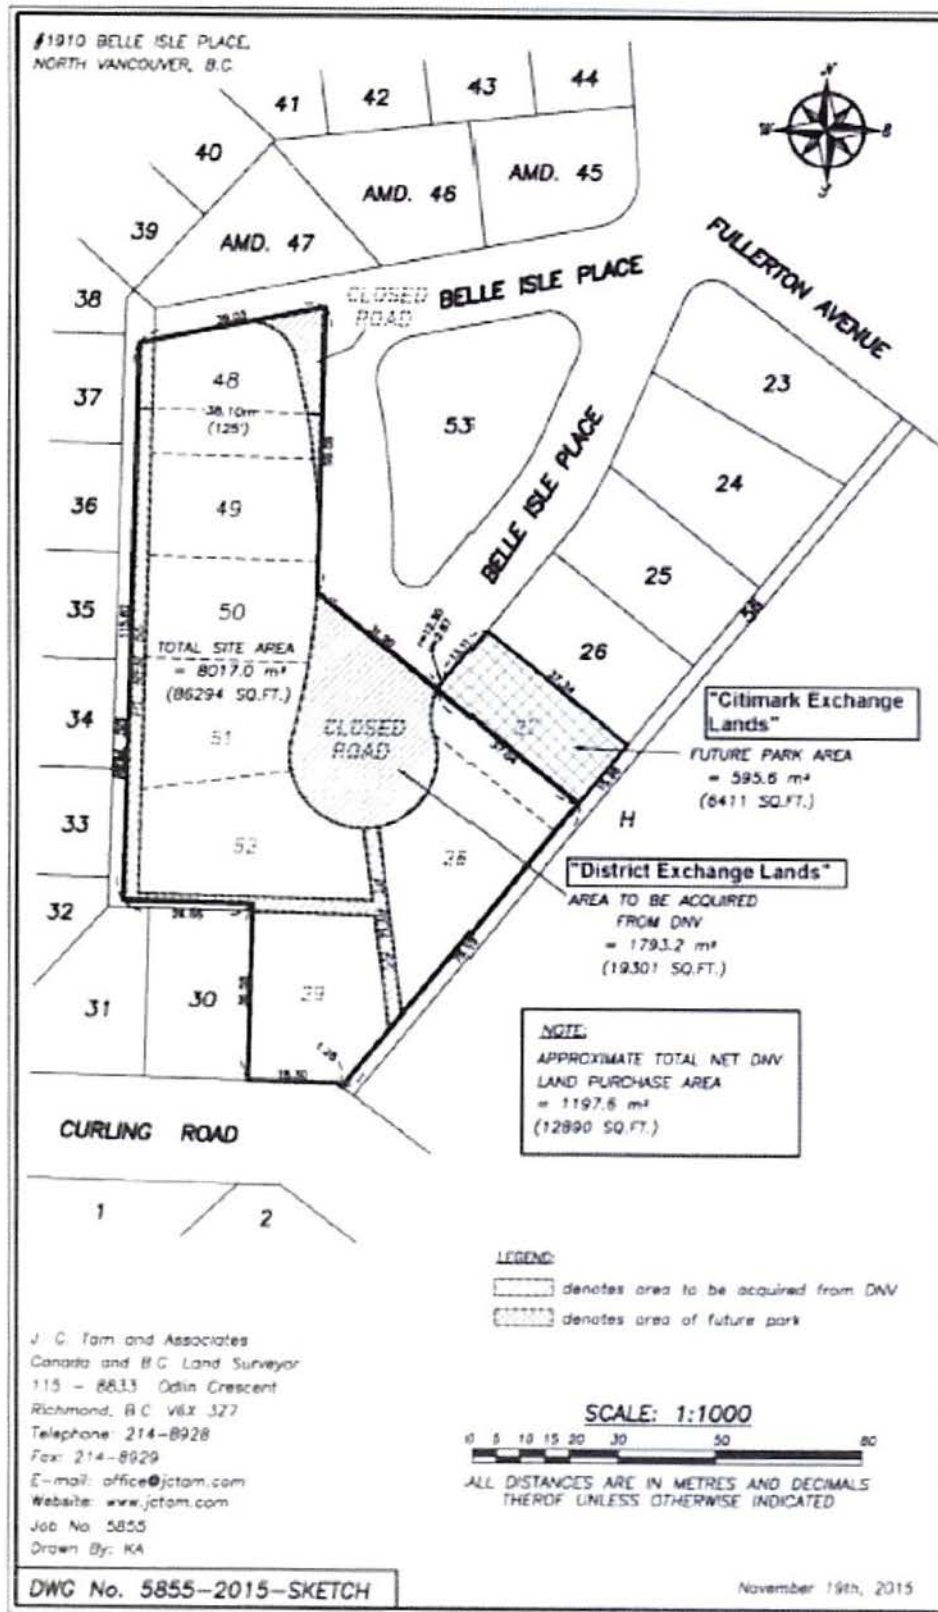 #1910 BELLE ISLE PLACE,
NORTH VANCOUVER, B.C.
N
W
S
41
42
43
44
40
AMD. 46
AMD. 45
39
AMD. 47
FULLERTON AVENUE
38
CLOSED
ROAD
BELLE ISLE PLACE
37
48
38.10m
(125')
53
23
BELLE ISLE PLACE
24
36
49
25
35
50
58
TOTAL SITE AREA
= 8017.0 m²
(86294 SQ.FT.)
26
37.34
34
51
CLOSED
ROAD
27
37.04
"Citimark Exchange
Lands"
FUTURE PARK AREA
= 595.6 m²
(6411 SQ.FT.)
33
52
28
H
"District Exchange Lands"
AREA TO BE ACQUIRED
FROM DNV
= 1793.2 m²
(19301 SQ.FT.)
32
31
30
29
NOTE:
APPROXIMATE TOTAL NET DNV
LAND PURCHASE AREA
= 1197.6 m²
(12890 SQ.FT.)
18.30
CURLING ROAD
1
2
LEGEND:
denotes area to be acquired from DNV
denotes area of future park
J. C. Tam and Associates
Canada and B.C. Land Surveyor
115 - 8833 Odlin Crescent
Richmond, B.C. V6X 3Z7
Telephone: 214-8928
Fax: 214-8929
E-mail: office@jctam.com
Website: www.jctam.com
Job No. 5855
Drawn By: KA
SCALE: 1:1000
0 5 10 15 20 30 50 80
ALL DISTANCES ARE IN METRES AND DECIMALS
THEROF UNLESS OTHERWISE INDICATED
DWG No. 5855-2015-SKETCH
November 19th, 2015